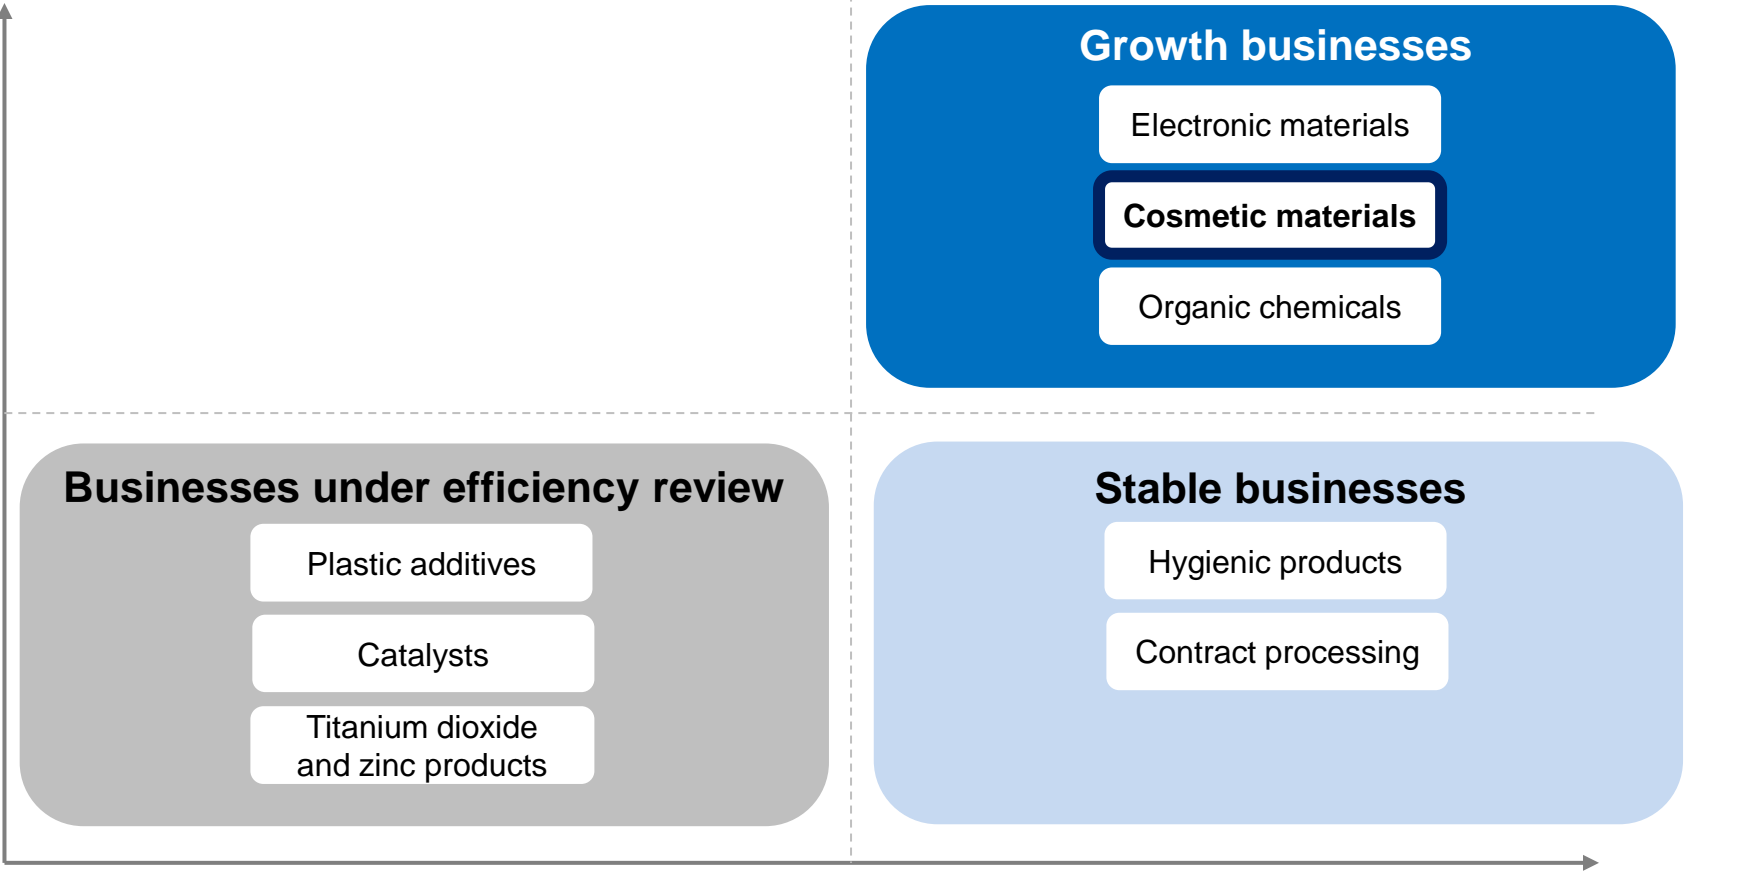 Growth businesses
Electronic materials
Cosmetic materials
Organic chemicals
Businesses under efficiency review
Plastic additives
Catalysts
Titanium dioxide
and zinc products
Stable businesses
Hygienic products
Contract processing